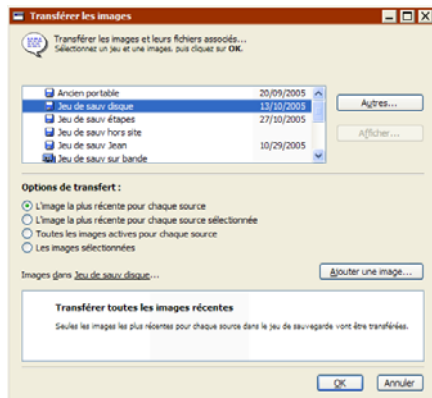 Transférer les images
Transférer les images et leurs fichiers associés...
Sélectionnez un jeu et une images, puis cliquez sur OK.
Ancien portable 20/09/2005
Jeu de sauv disque 13/10/2005
Jeu de sauv étapes 27/10/2005
Jeu de sauv hors site
Jeu de sauv Jean 10/29/2005
Jeu de sauv sur bande
Autres...
Afficher...
Options de transfert :
L'image la plus récente pour chaque source
L'image la plus récente pour chaque source sélectionnée
Toutes les images actives pour chaque source
Les images sélectionnées
Images dans Jeu de sauv disque...
Ajouter une image...
Transférer toutes les images récentes
Seules les images les plus récentes pour chaque source dans le jeu de sauvegarde vont être transférées.
OK
Annuler